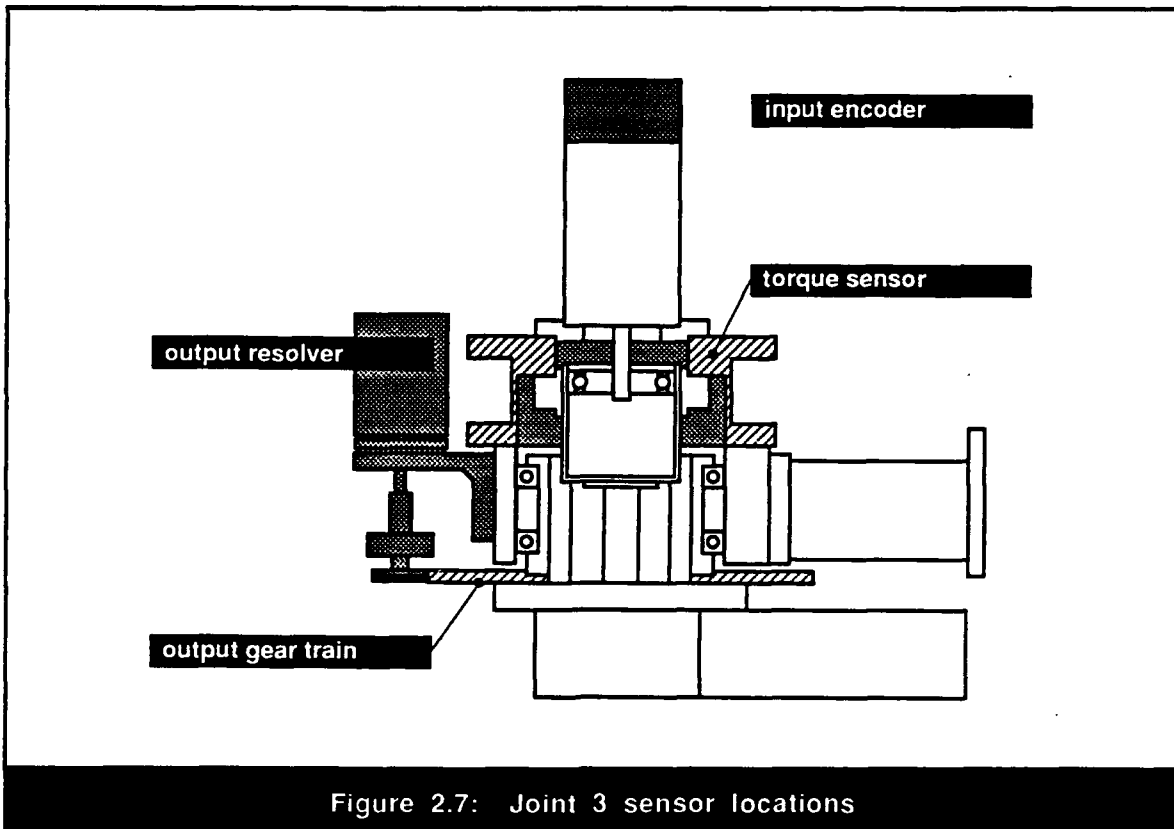 input encoder
torque sensor
output resolver
output gear train
Figure 2.7: Joint 3 sensor locations